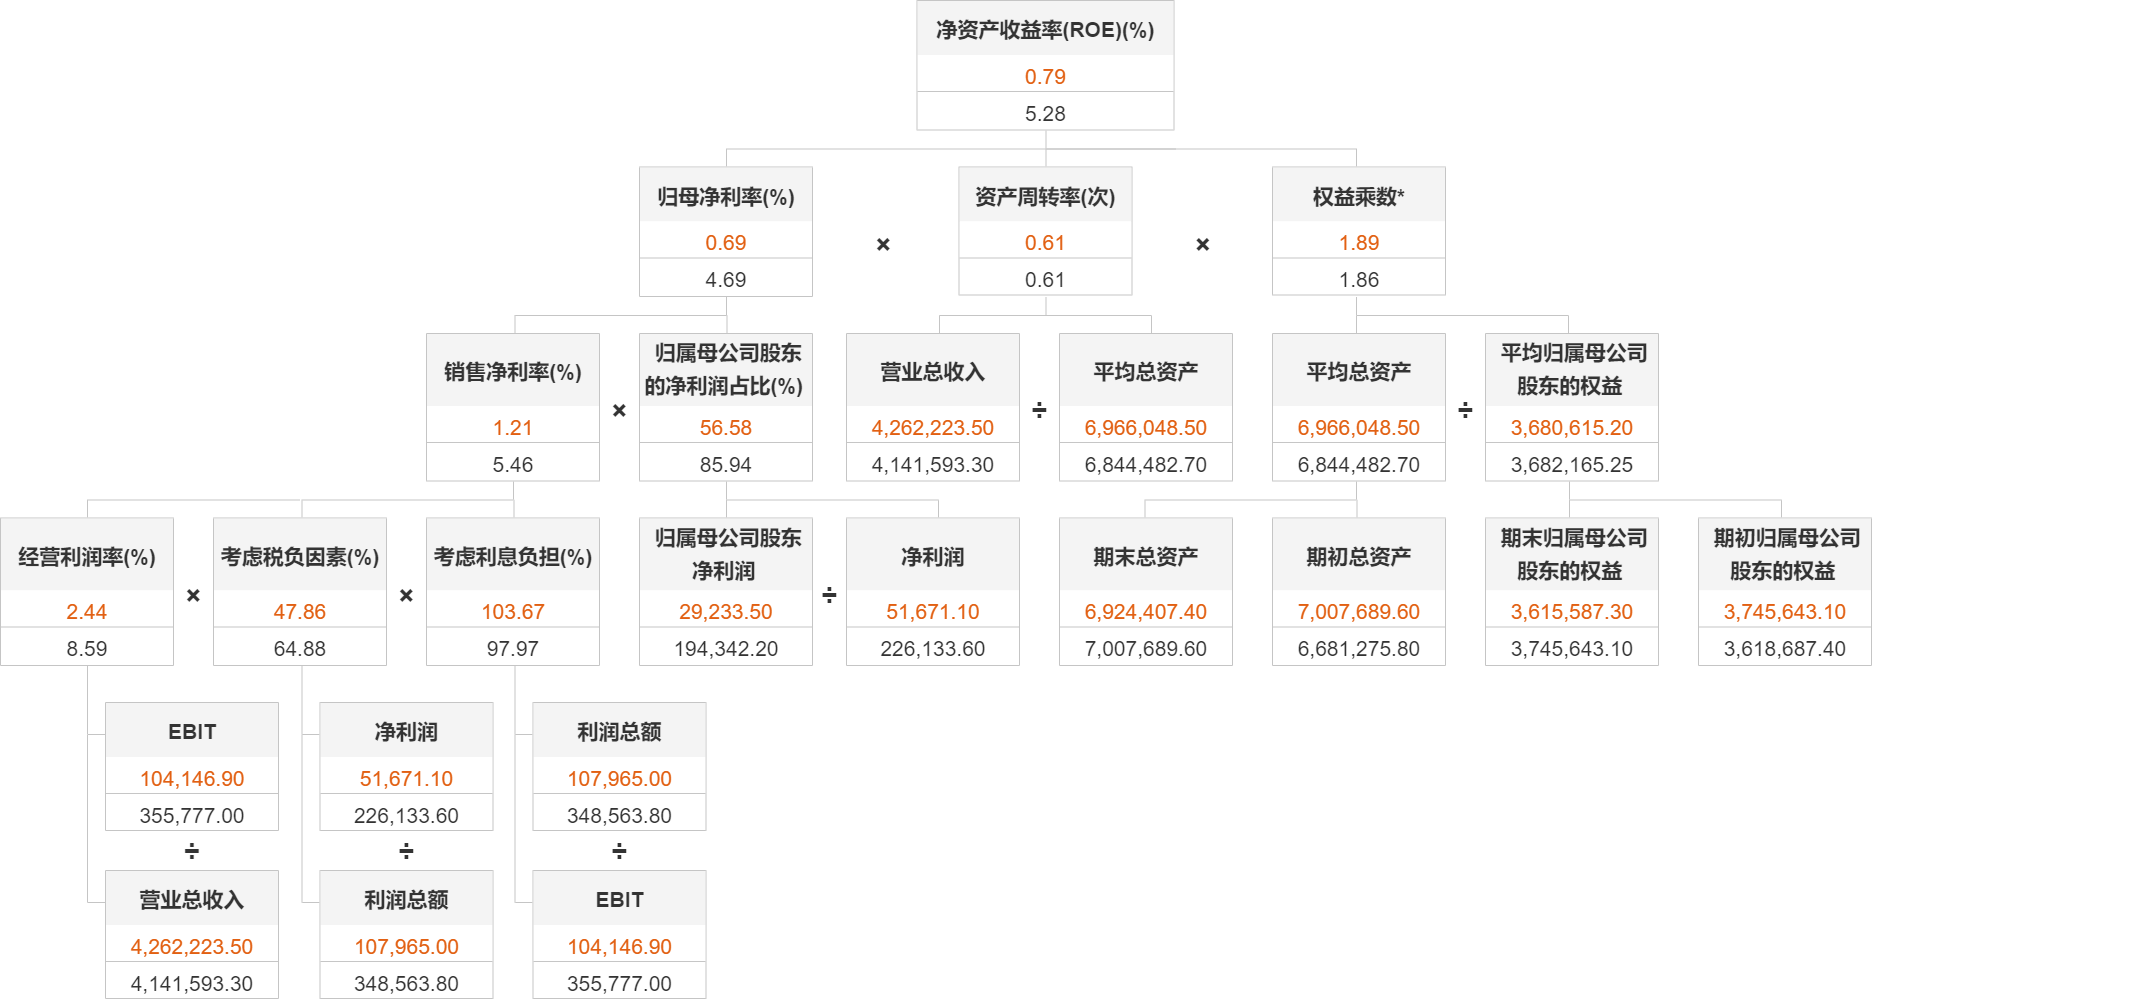 净资产收益率(ROE)(%)
0.79
5.28
归母净利率(%)
0.69
4.69
×
资产周转率(次)
0.61
0.61
×
权益乘数*
1.89
1.86
销售净利率(%)
1.21
5.46
×
归属母公司股东
的净利润占比(%)
56.58
85.94
营业总收入
4,262,223.50
4,141,593.30
÷
平均总资产
6,966,048.50
6,844,482.70
平均总资产
6,966,048.50
6,844,482.70
÷
平均归属母公司
股东的权益
3,680,615.20
3,682,165.25
经营利润率(%)
2.44
8.59
×
考虑税负因素(%)
47.86
64.88
×
考虑利息负担(%)
103.67
97.97
归属母公司股东
净利润
29,233.50
194,342.20
÷
净利润
51,671.10
226,133.60
期末总资产
6,924,407.40
7,007,689.60
期初总资产
7,007,689.60
6,681,275.80
期末归属母公司
股东的权益
3,615,587.30
3,745,643.10
期初归属母公司
股东的权益
3,745,643.10
3,618,687.40
EBIT
104,146.90
355,777.00
÷
营业总收入
4,262,223.50
4,141,593.30
净利润
51,671.10
226,133.60
÷
利润总额
107,965.00
348,563.80
利润总额
107,965.00
348,563.80
÷
EBIT
104,146.90
355,777.00